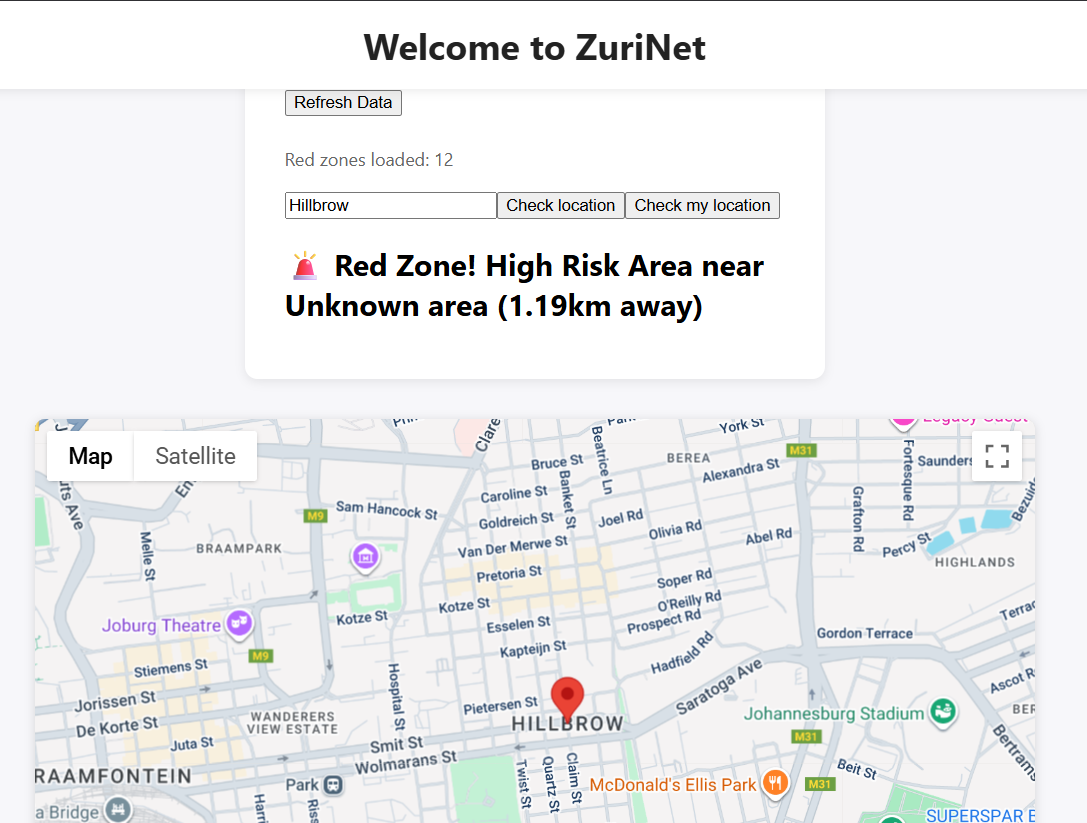 Welcome to ZuriNet
Refresh Data
Red zones loaded: 12
Hillbrow
Check location
Check my location
Red Zone! High Risk Area near
Unknown area (1.19km away)
Map
Satellite
Clare
Beatrice Ln
York St
M31
BEREA
Alexandra St
Bruce St
Banket St
Caroline St
Goldreich St
Joel Rd
Olivia Rd
Abel Rd
Van Der Merwe St
Pretoria St
Soper Rd
O'Reilly Rd
Prospect Rd
Hadfield Rd
Kotze St
Kotze St
Esselen St
Kapteijn St
M9
Sam Hancock St
BRAAMPARK
Melle St
Joburg Theatre
M9
Stiemens St
Jorissen St
De Korte St
Juta St
WANDERERS
VIEW ESTATE
Hospital St
Pietersen St
HILLBROW
Smit St
Wolmarans St
Saratoga Ave
Fortesque Rd
Grafton Rd
Percy St
HIGHLANDS
Gordon Terrace
Johannesburg Stadium
M31
Beit St
M31
McDonald's Ellis Park
Claim St
Quartz St
Twist St
Park
RAAMFONTEIN
a Bridge
SUPERSPAR